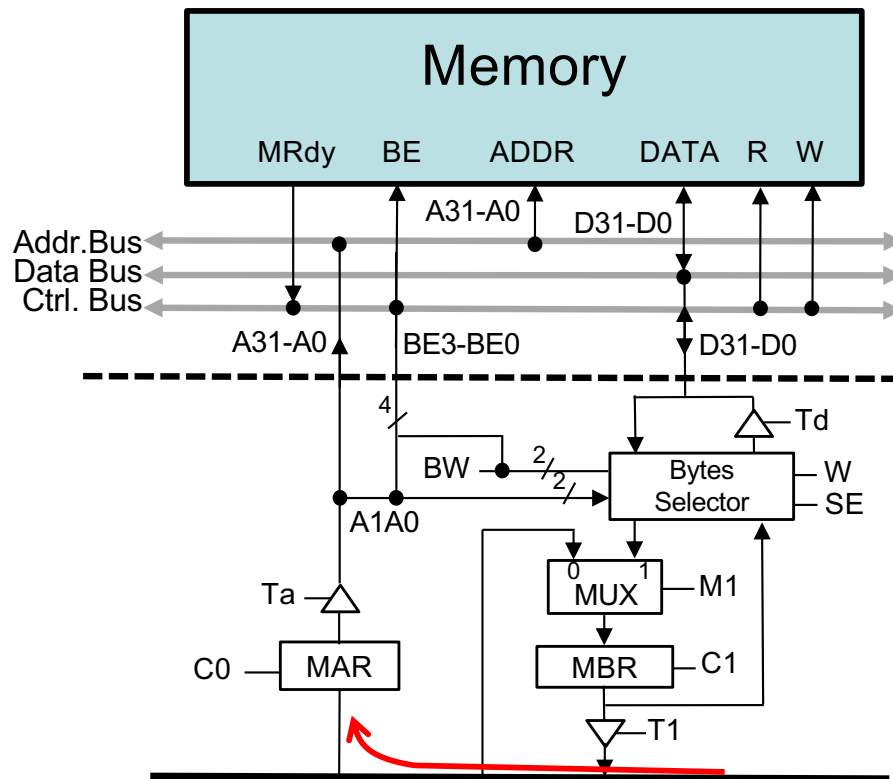 Memory
MRdy BE ADDR DATA R W
A31-A0
D31-D0
Addr.Bus
Data Bus
Ctrl. Bus
A31-A0
BE3-BE0
D31-D0
4
Td
BW
2
Bytes
Selector
W
2
SE
A1A0
0
1
MUX
M1
Ta
C0
MAR
MBR
C1
T1